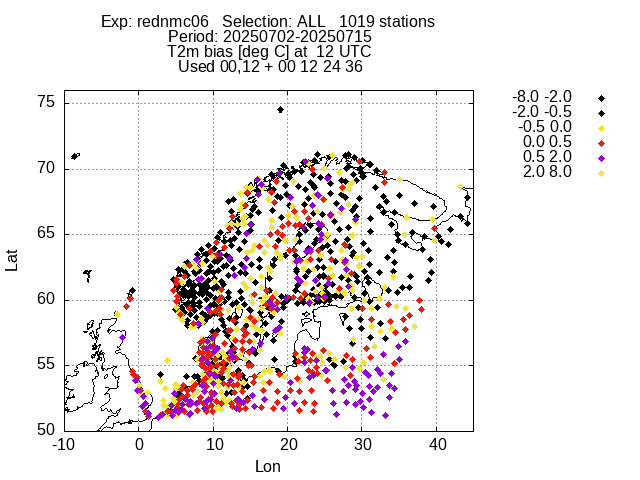 Exp: rednmc06 Selection: ALL 1019 stations
Period: 20250702-20250715
T2m bias [deg C] at 12 UTC
Used 00,12 + 00 12 24 36
-8.0 -2.0
-2.0 -0.5
-0.5 0.0
0.0 0.5
0.5 2.0
2.0 8.0
75
70
65
60
55
50
Lat
-10 0 10 20 30 40
Lon